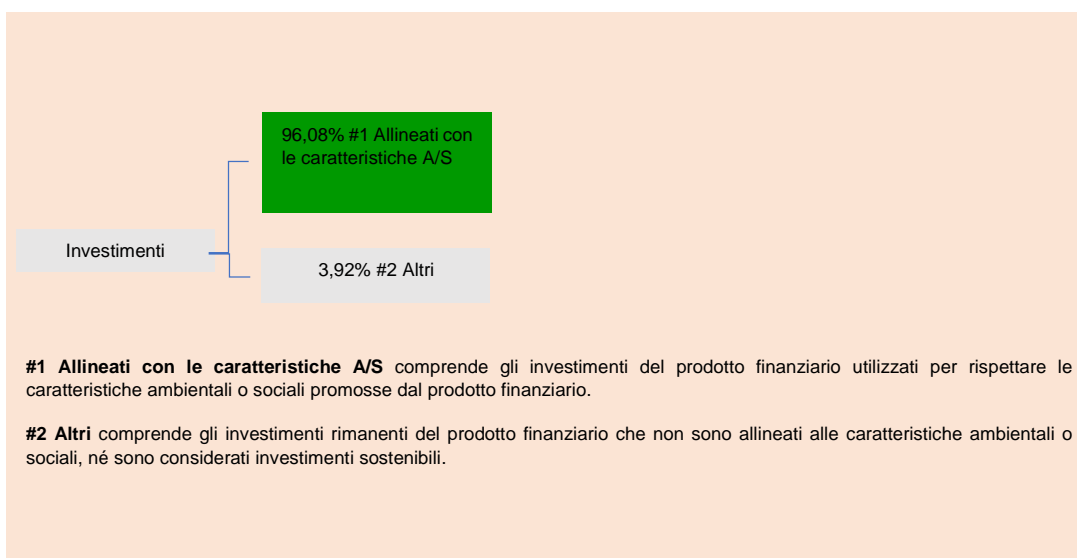 96,08% #1 Allineati con
le caratteristiche A/S
Investimenti
3,92% #2 Altri
#1 Allineati con le caratteristiche A/S comprende gli investimenti del prodotto finanziario utilizzati per rispettare le
caratteristiche ambientali o sociali promosse dal prodotto finanziario.
#2 Altri comprende gli investimenti rimanenti del prodotto finanziario che non sono allineati alle caratteristiche ambientali o
sociali, né sono considerati investimenti sostenibili.